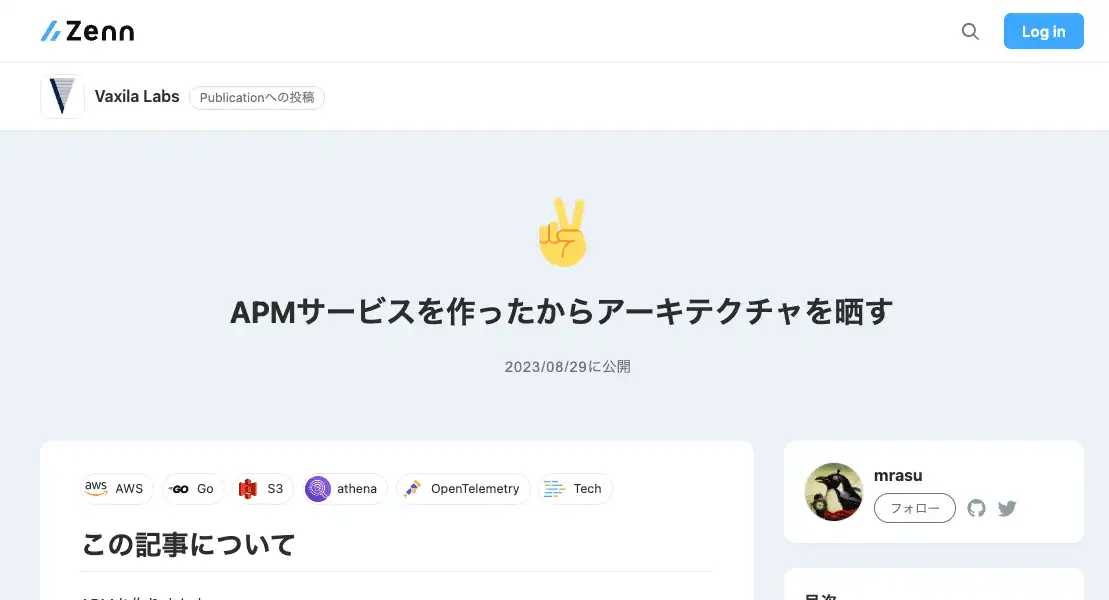 Zenn
Log in
Vaxila Labs
Publicationへの投稿
APMサービスを作ったからアーキテクチャを晒す
2023/08/29に公開
aws AWS
GO Go
S3
athena
OpenTelemetry
Tech
この記事について
mrasu
フォロー
目次